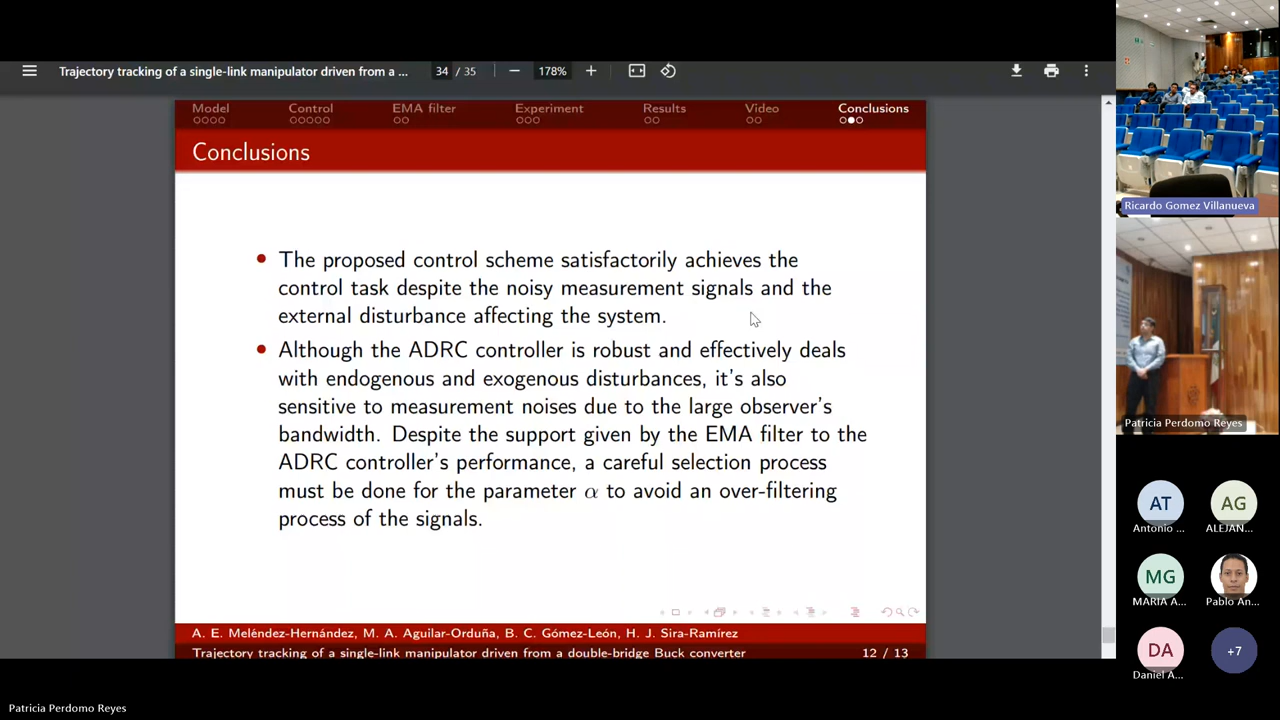 Trajectory tracking of a single-link manipulator driven from a ...
34 / 35
178%
Model
Control
EMA filter
Experiment
Results
Video
Conclusions
Conclusions
The proposed control scheme satisfactorily achieves the
control task despite the noisy measurement signals and the
external disturbance affecting the system.
Although the ADRC controller is robust and effectively deals
with endogenous and exogenous disturbances, it's also
sensitive to measurement noises due to the large observer's
bandwidth. Despite the support given by the EMA filter to the
ADRC controller's performance, a careful selection process
must be done for the parameter α to avoid an over-filtering
process of the signals.
A. E. Meléndez-Hernández, M. A. Aguilar-Orduña, B. C. Gómez-León, H. J. Sira-Ramírez
Trajectory tracking of a single-link manipulator driven from a double-bridge Buck converter
12 / 13
Ricardo Gomez Villanueva
Patricia Perdomo Reyes
AT
Antonio ...
AG
ALEJAN...
MG
MARIA A...
Pablo An...
DA
Daniel A...
+7
Patricia Perdomo Reyes